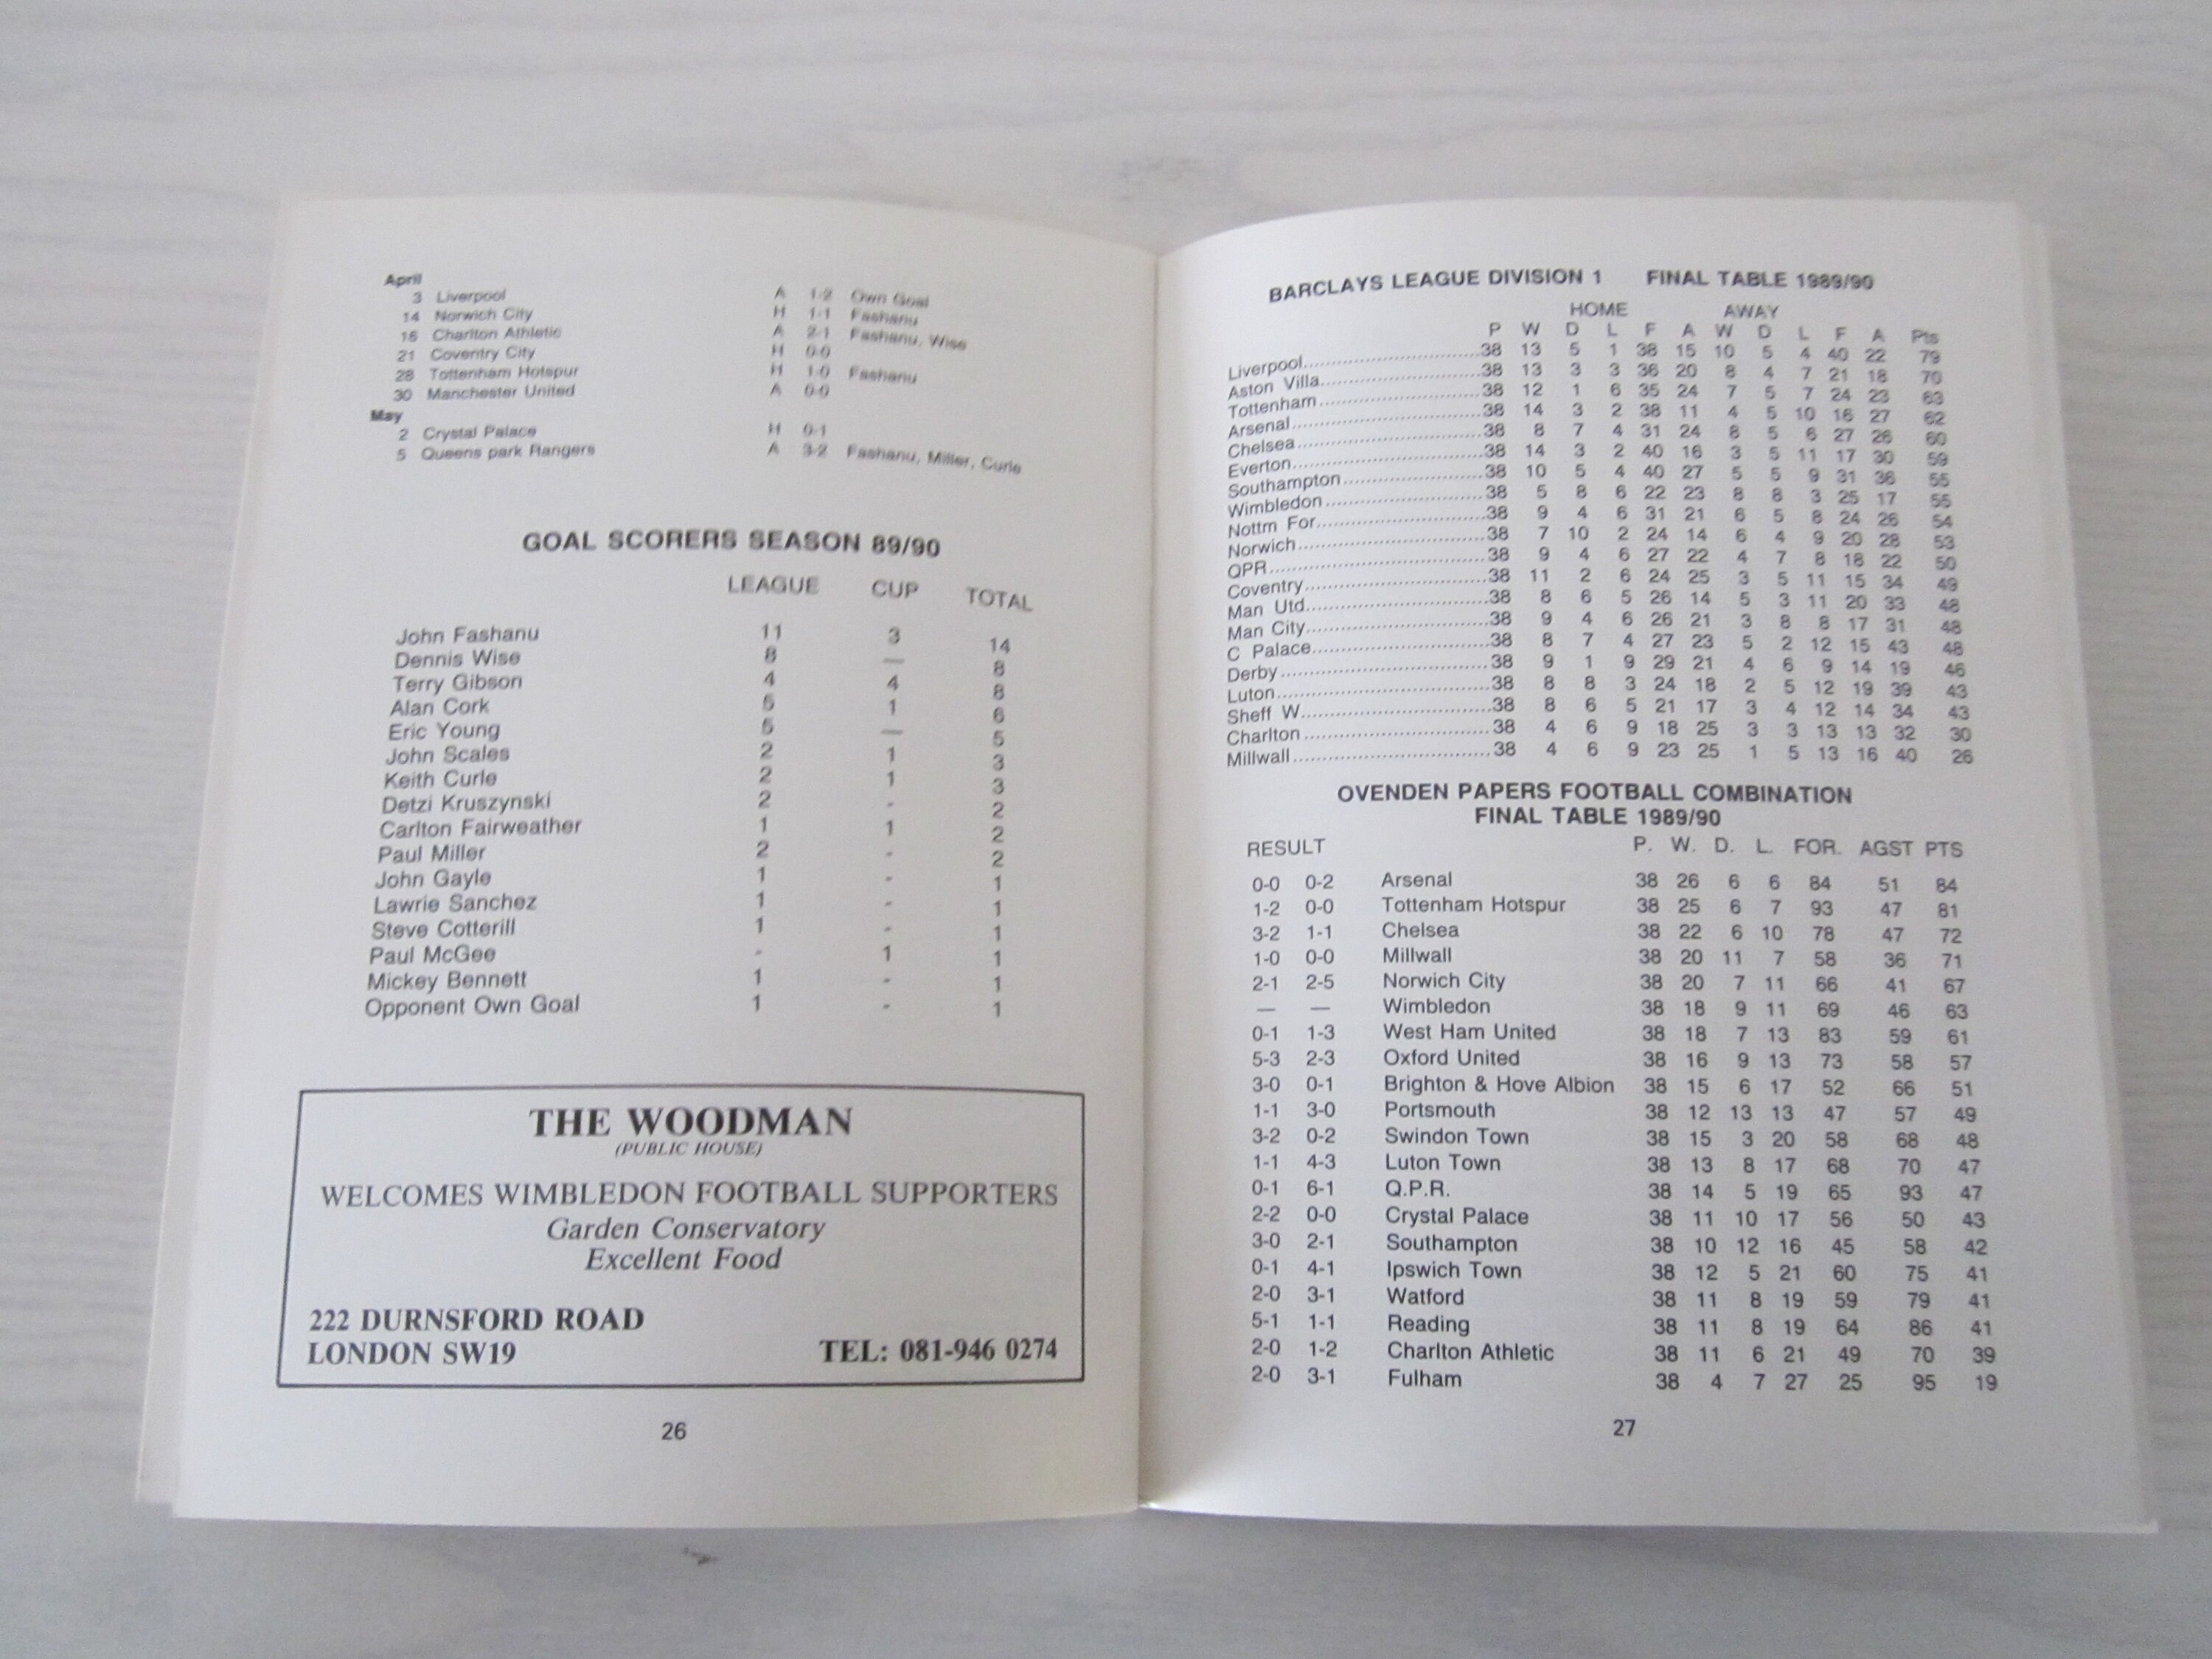 April
3 Liverpool A 1-2 Own Goal
14 Norwich City H 1-1 Fashanu
16 Charlton Athletic A 2-1 Fashanu, Wise
21 Coventry City H 0-0
28 Tottenham Hotspur H 1-0 Fashanu
30 Manchester United A 0-0
May
2 Crystal Palace H 0-1
5 Queens park Rangers A 3-2 Fashanu, Miller, Curle
GOAL SCORERS SEASON 89/90
LEAGUE CUP TOTAL
John Fashanu 11 3 14
Dennis Wise 8 — 8
Terry Gibson 4 4 8
Alan Cork 5 1 6
Eric Young 5 — 5
John Scales 2 1 3
Keith Curle 2 1 3
Detzi Kruszynski 2 - 2
Carlton Fairweather 1 1 2
Paul Miller 2 - 2
John Gayle 1 - 1
Lawrie Sanchez 1 - 1
Steve Cotterill 1 - 1
Paul McGee - 1 1
Mickey Bennett 1 - 1
Opponent Own Goal 1 - 1
THE WOODMAN
(PUBLIC HOUSE)
WELCOMES WIMBLEDON FOOTBALL SUPPORTERS
Garden Conservatory
Excellent Food
222 DURNSFORD ROAD
LONDON SW19 TEL: 081-946 0274
26
BARCLAYS LEAGUE DIVISION 1 FINAL TABLE 1989/90
HOME AWAY
P W D L F A W D L F A Pts
Liverpool 38 13 5 1 38 15 10 5 4 40 22 79
Aston Villa 38 13 3 3 36 20 8 4 7 21 18 70
Tottenham 38 12 1 6 35 24 7 5 7 24 23 63
Arsenal 38 14 3 2 38 11 4 5 10 16 27 62
Chelsea 38 8 7 4 31 24 8 5 6 27 26 60
Everton 38 14 3 2 40 16 3 5 11 17 30 59
Southampton 38 10 5 4 40 27 5 5 9 31 36 55
Wimbledon 38 5 8 6 22 23 8 8 3 25 17 55
Nottm For 38 9 4 6 31 21 6 5 8 24 26 54
Norwich 38 7 10 2 24 14 6 4 9 20 28 53
QPR 38 9 4 6 27 22 4 7 8 18 22 50
Coventry 38 11 2 6 24 25 3 5 11 15 34 49
Man Utd 38 8 6 5 26 14 5 3 11 20 33 48
Man City 38 9 4 6 26 21 3 8 8 17 31 48
C Palace 38 8 7 4 27 23 5 2 12 15 43 48
Derby 38 9 1 9 29 21 4 6 9 14 19 46
Luton 38 8 8 3 24 18 2 5 12 19 39 43
Sheff W 38 8 6 5 21 17 3 4 12 14 34 43
Charlton 38 4 6 9 18 25 3 3 13 13 32 30
Millwall 38 4 6 9 23 25 1 5 13 16 40 26
OVENDEN PAPERS FOOTBALL COMBINATION
FINAL TABLE 1989/90
RESULT P. W. D. L. FOR. AGST PTS
0-0 0-2 Arsenal 38 26 6 6 84 51 84
1-2 0-0 Tottenham Hotspur 38 25 6 7 93 47 81
3-2 1-1 Chelsea 38 22 6 10 78 47 72
1-0 0-0 Millwall 38 20 11 7 58 36 71
2-1 2-5 Norwich City 38 20 7 11 66 41 67
— — Wimbledon 38 18 9 11 69 46 63
0-1 1-3 West Ham United 38 18 7 13 83 59 61
5-3 2-3 Oxford United 38 16 9 13 73 58 57
3-0 0-1 Brighton & Hove Albion 38 15 6 17 52 66 51
1-1 3-0 Portsmouth 38 12 13 13 47 57 49
3-2 0-2 Swindon Town 38 15 3 20 58 68 48
1-1 4-3 Luton Town 38 13 8 17 68 70 47
0-1 6-1 Q.P.R. 38 14 5 19 65 93 47
2-2 0-0 Crystal Palace 38 11 10 17 56 50 43
3-0 2-1 Southampton 38 10 12 16 45 58 42
0-1 4-1 Ipswich Town 38 12 5 21 60 75 41
2-0 3-1 Watford 38 11 8 19 59 79 41
5-1 1-1 Reading 38 11 8 19 64 86 41
2-0 1-2 Charlton Athletic 38 11 6 21 49 70 39
2-0 3-1 Fulham 38 4 7 27 25 95 19
27